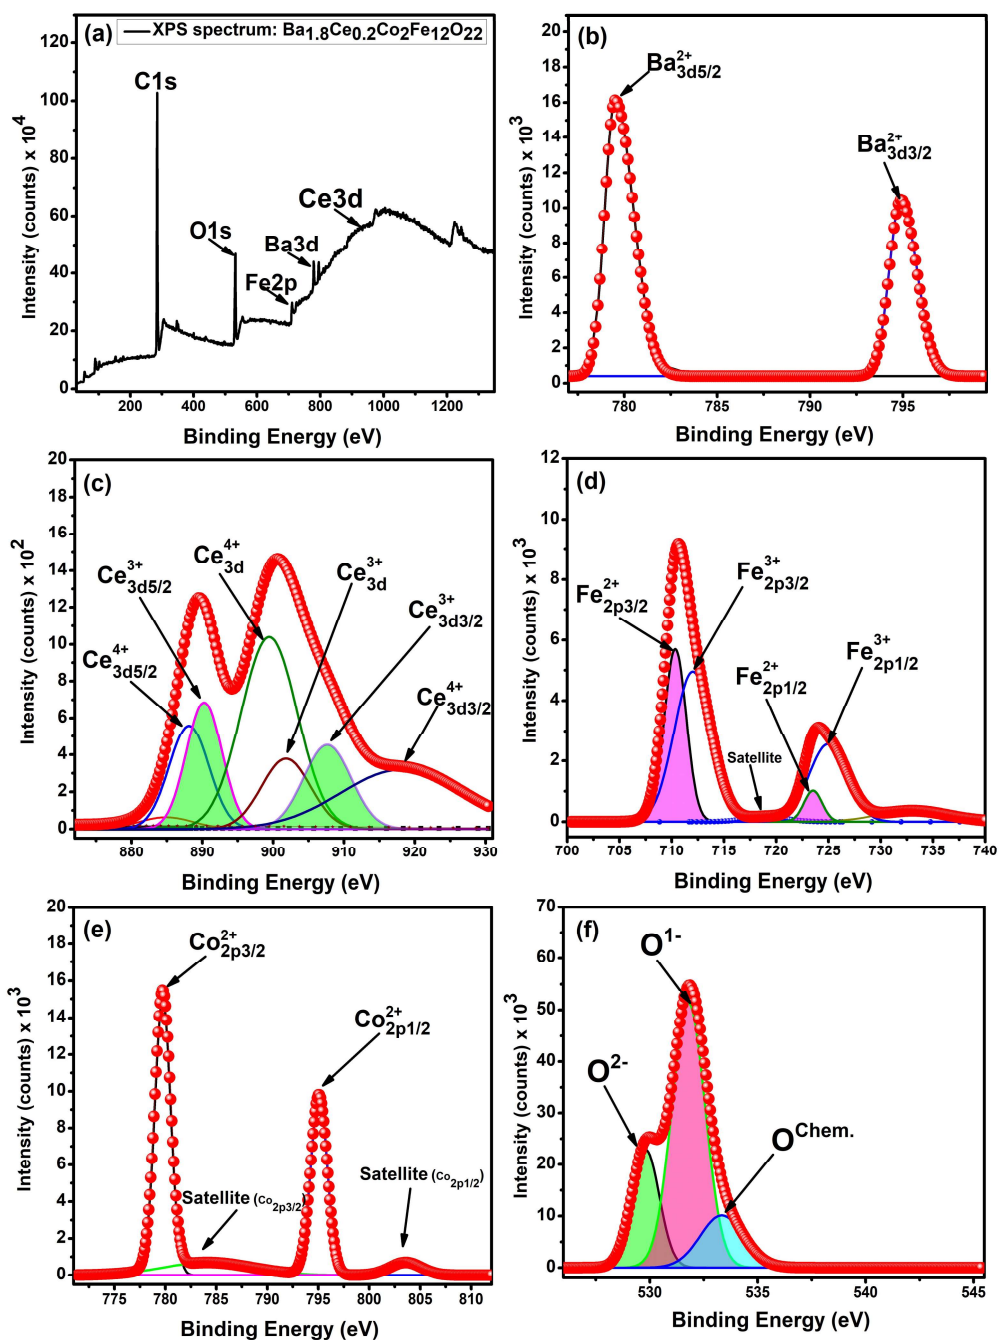 (a)
XPS spectrum: Ba1.8Ce0.2Co2Fe12O22
C1s
O1s
Fe2p
Ba3d
Ce3d
Intensity (counts) x 10^4
0 20 40 60 80 100 120
200 400 600 800 1000 1200
Binding Energy (eV)
(b)
Ba2+ 3d5/2
Ba2+ 3d3/2
Intensity (counts) x 10^3
0 2 4 6 8 10 12 14 16 18 20
780 785 790 795
Binding Energy (eV)
(c)
Ce4+ 3d5/2
Ce3+ 3d5/2
Ce4+ 3d
Ce3+ 3d
Ce3+ 3d3/2
Ce4+ 3d3/2
Intensity (counts) x 10^2
0 2 4 6 8 10 12 14 16 18 20
880 890 900 910 920 930
Binding Energy (eV)
(d)
Fe2+ 2p3/2
Fe3+ 2p3/2
Satellite
Fe2+ 2p1/2
Fe3+ 2p1/2
Intensity (counts) x 10^3
0 2 4 6 8 10 12
700 705 710 715 720 725 730 735 740
Binding Energy (eV)
(e)
Co2+ 2p3/2
Co2+ 2p1/2
Satellite (Co2p3/2)
Satellite (Co2p1/2)
Intensity (counts) x 10^3
0 2 4 6 8 10 12 14 16 18
775 780 785 790 795 800 805 810
Binding Energy (eV)
(f)
O2-
O1-
OChem.
Intensity (counts) x 10^3
0 10 20 30 40 50 60 70
530 535 540 545
Binding Energy (eV)